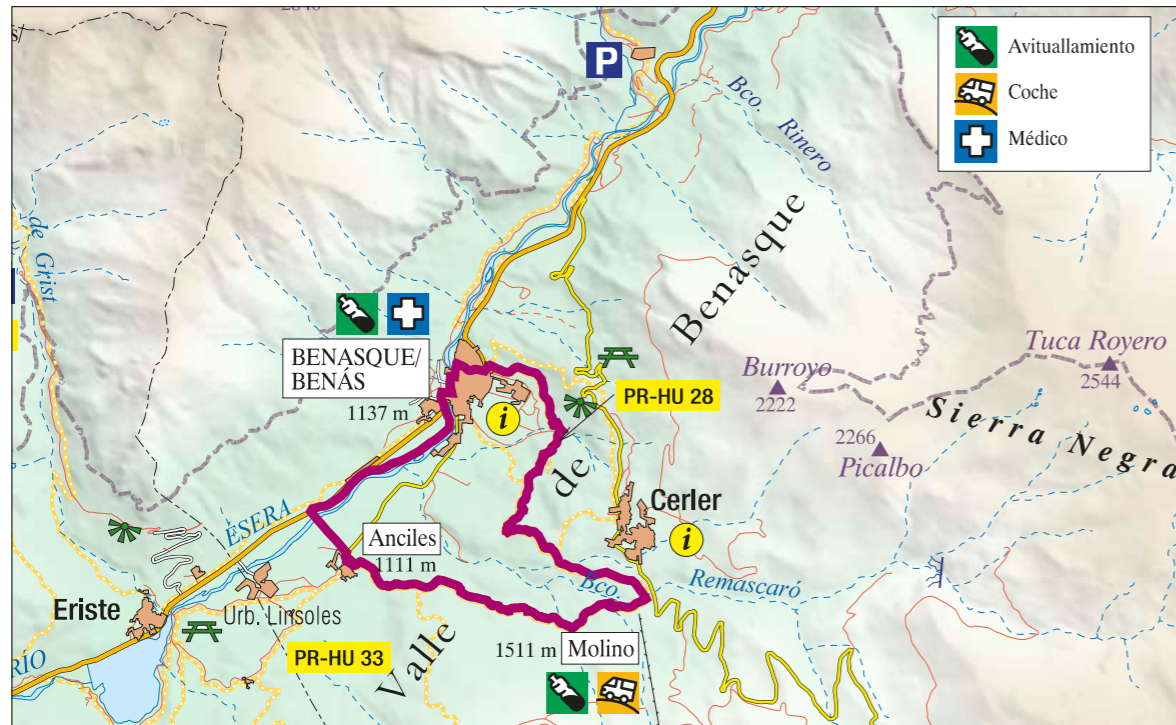 2640
Avituallamiento
Coche
Médico
P
Bco. Rinero
de Grist
BENASQUE/
BENÁS
1137 m
i
PR-HU 28
Valle de Benasque
Burroyo
2222
Tuca Royero
2544
2266
Picalbo
Sierra Negra
Cerler
i
ÉSERA
Anciles
1111 m
Bco. Remascaró
Eriste
Urb. Linsoles
RIO
PR-HU 33
1511 m
Molino